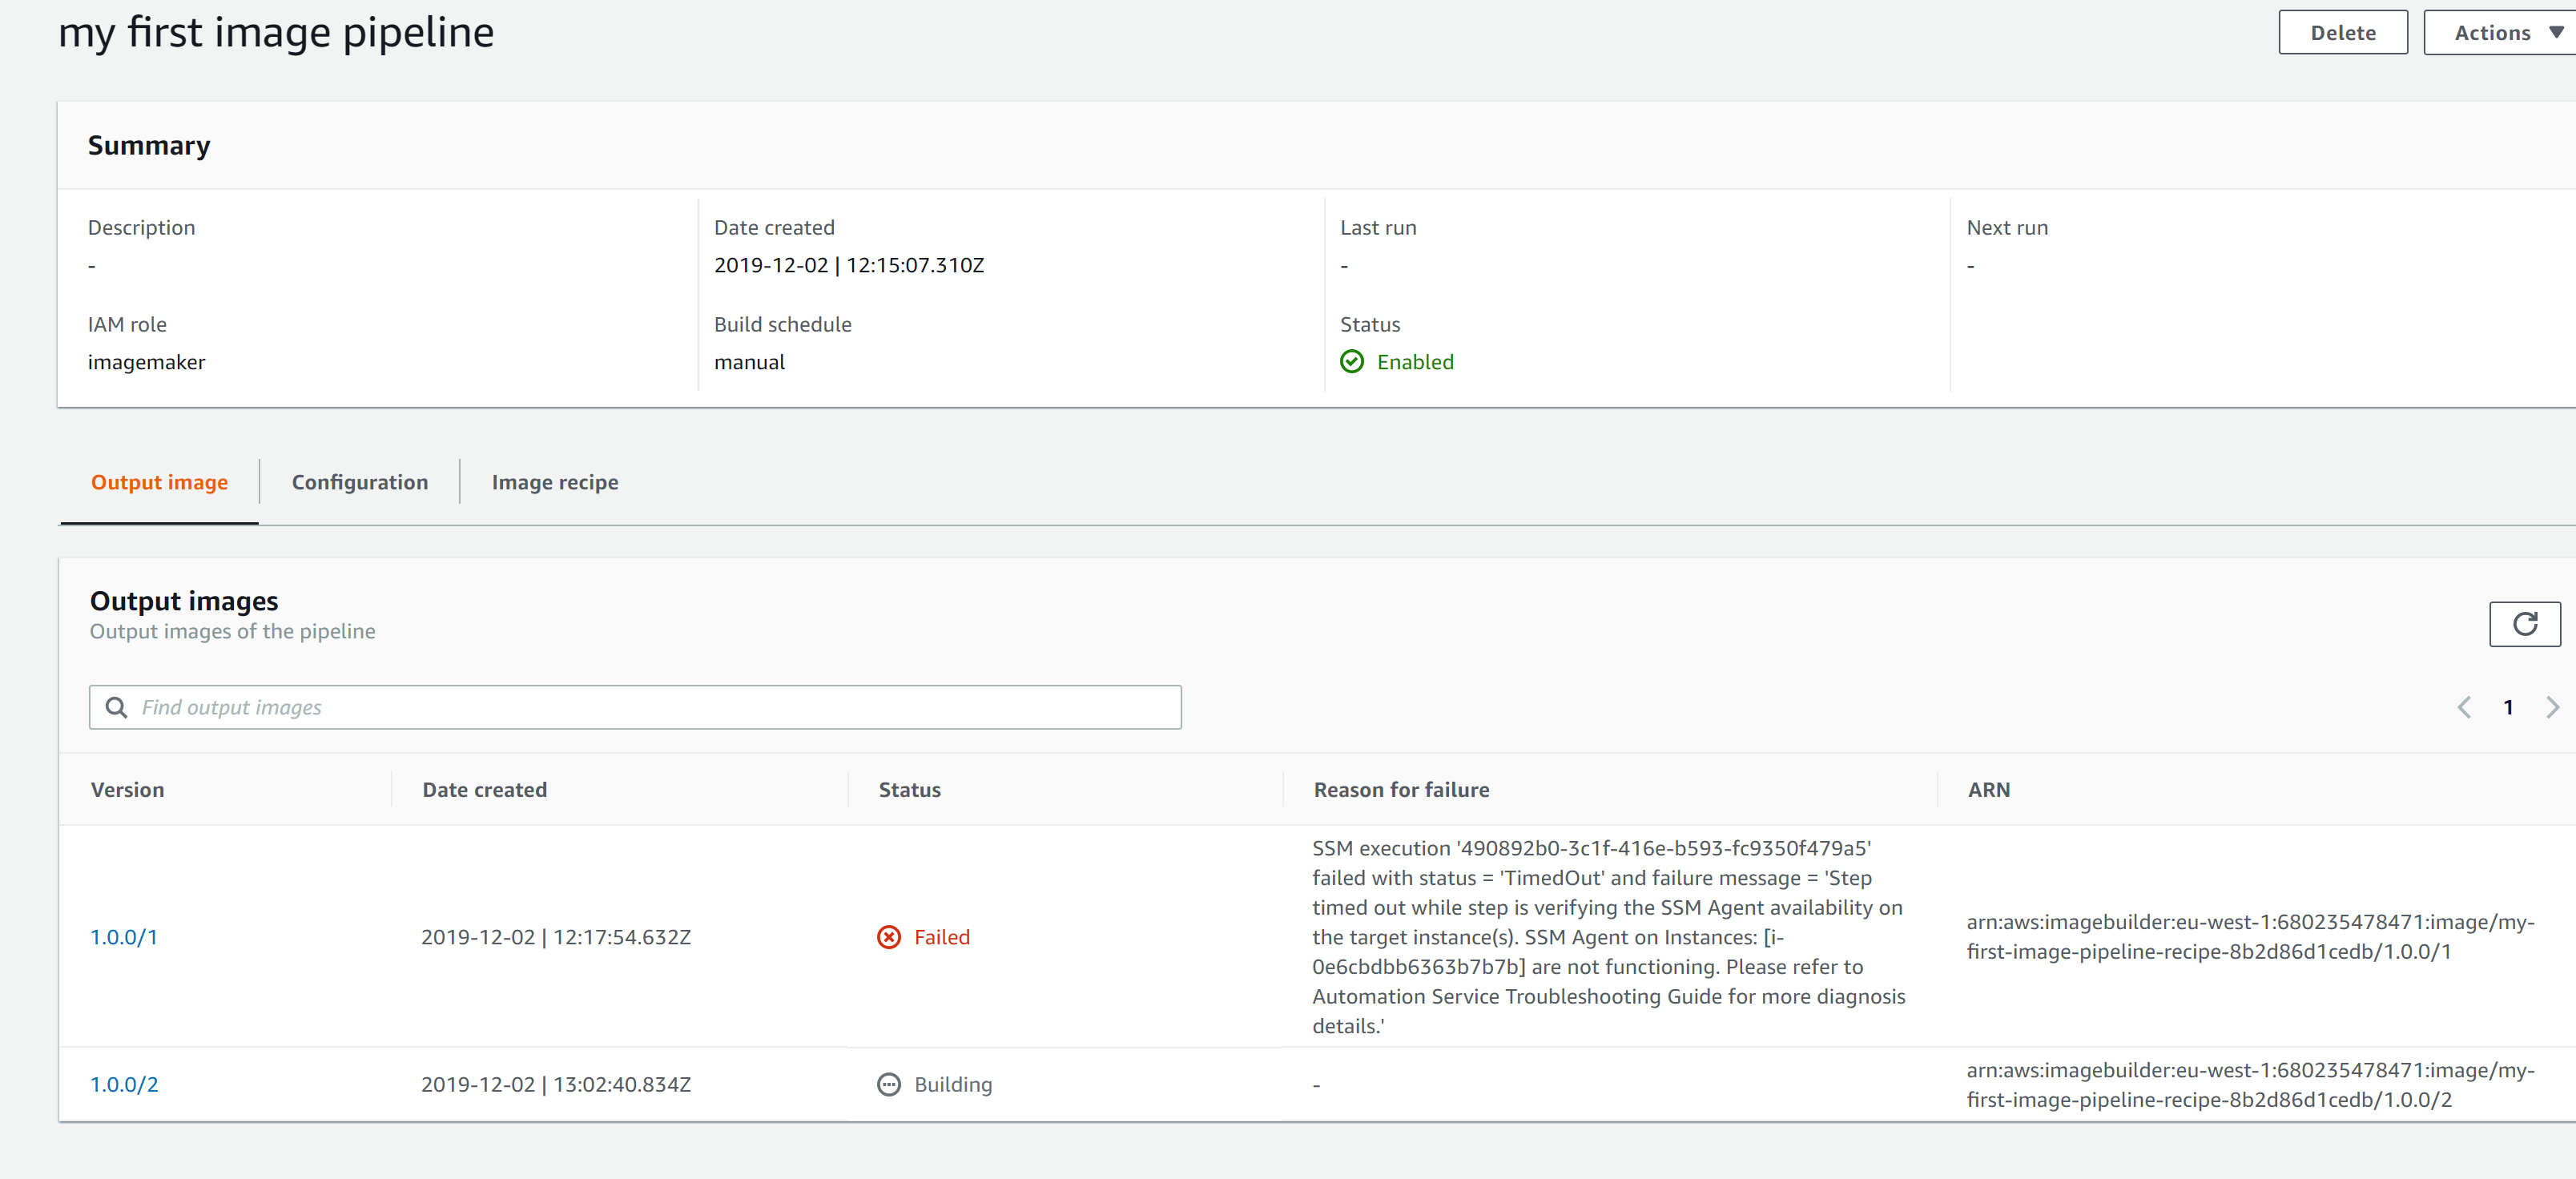 my first image pipeline
Delete
Actions
Summary
Description
-
Date created
2019-12-02 | 12:15:07.310Z
Last run
-
Next run
-
IAM role
imagemaker
Build schedule
manual
Status
Enabled
Output image
Configuration
Image recipe
Output images
Output images of the pipeline
Find output images
1
Version
Date created
Status
Reason for failure
ARN
1.0.0/1
2019-12-02 | 12:17:54.632Z
Failed
SSM execution '490892b0-3c1f-416e-b593-fc9350f479a5'
failed with status = 'TimedOut' and failure message = 'Step
timed out while step is verifying the SSM Agent availability on
the target instance(s). SSM Agent on Instances: [i-
0e6cbdbb6363b7b7b] are not functioning. Please refer to
Automation Service Troubleshooting Guide for more diagnosis
details.'
arn:aws:imagebuilder:eu-west-1:680235478471:image/my-
first-image-pipeline-recipe-8b2d86d1cedb/1.0.0/1
1.0.0/2
2019-12-02 | 13:02:40.834Z
Building
-
arn:aws:imagebuilder:eu-west-1:680235478471:image/my-
first-image-pipeline-recipe-8b2d86d1cedb/1.0.0/2